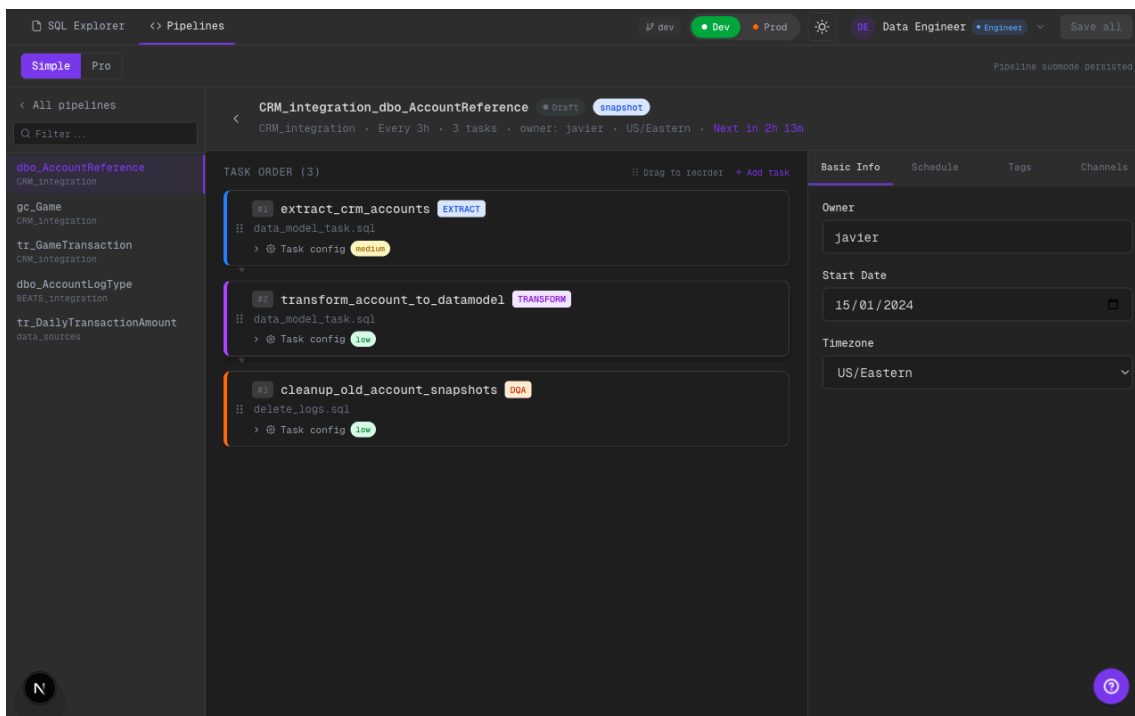 SQL Explorer
<> Pipelines
dev
Dev
Prod
DE
Data Engineer
Engineer
Save all
Simple
Pro
Pipeline submode persisted
< All pipelines
Filter...
dbo_AccountReference
CRM_integration
gc_Game
CRM_integration
tr_GameTransaction
CRM_integration
dbo_AccountLogType
BEATS_integration
tr_DailyTransactionAmount
data_sources
CRM_integration_dbo_AccountReference
Draft
snapshot
CRM_integration · Every 3h · 3 tasks · owner: javier · US/Eastern · Next in 2h 13m
TASK ORDER (3)
Drag to reorder
+ Add task
#1 extract_crm_accounts EXTRACT
data_model_task.sql
> Task config medium
#2 transform_account_to_datamodel TRANSFORM
data_model_task.sql
> Task config low
#3 cleanup_old_account_snapshots DQA
delete_logs.sql
> Task config low
Basic Info
Schedule
Tags
Channels
Owner
javier
Start Date
15/01/2024
Timezone
US/Eastern
N
?